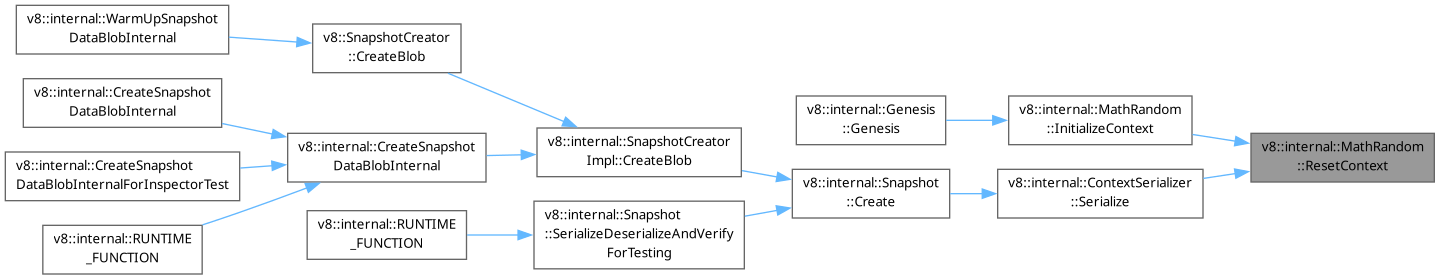 v8::internal::WarmUpSnapshot
DataBlobInternal
v8::SnapshotCreator
::CreateBlob
v8::internal::CreateSnapshot
DataBlobInternal
v8::internal::CreateSnapshot
DataBlobInternalForInspectorTest
v8::internal::RUNTIME
_FUNCTION
v8::internal::CreateSnapshot
DataBlobInternal
v8::internal::RUNTIME
_FUNCTION
v8::internal::SnapshotCreator
Impl::CreateBlob
v8::internal::Snapshot
::SerializeDeserializeAndVerify
ForTesting
v8::internal::Genesis
::Genesis
v8::internal::Snapshot
::Create
v8::internal::MathRandom
::InitializeContext
v8::internal::ContextSerializer
::Serialize
v8::internal::MathRandom
::ResetContext